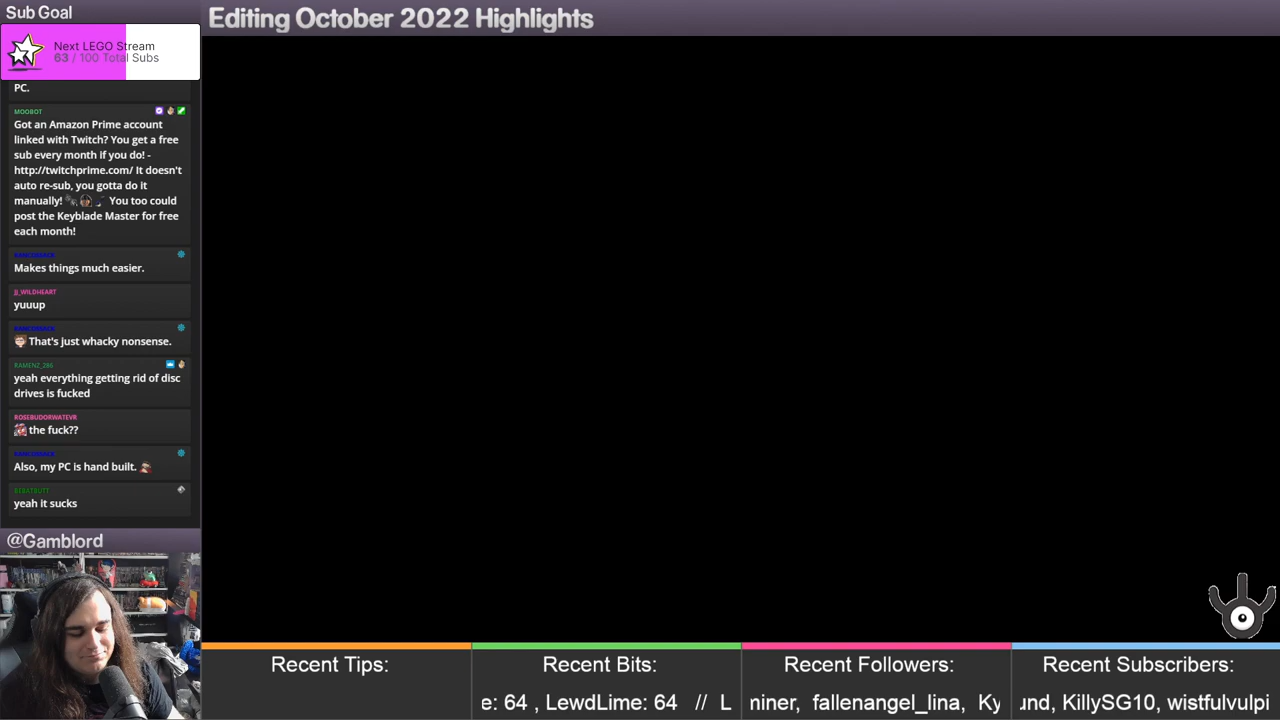 Sub Goal
Editing October 2022 Highlights
Next LEGO Stream
63 / 100 Total Subs
PC.
MOOBOT
Got an Amazon Prime account
linked with Twitch? You get a free
sub every month if you do! -
http://twitchprime.com/ It doesn't
auto re-sub, you gotta do it
manually! You too could
post the Keyblade Master for free
each month!
Makes things much easier.
JJ_WILDHEART
yuuup
That's just whacky nonsense.
RAMENZ_286
yeah everything getting rid of disc
drives is fucked
ROSEBUDORWATEVR
the fuck??
Also, my PC is hand built.
yeah it sucks
@Gamblord
Recent Tips:
Recent Bits:
Recent Followers:
Recent Subscribers:
e: 64 , LewdLime: 64 // L
miner, fallenangel_lina, Ky
und, KillySG10, wistfulvulpi